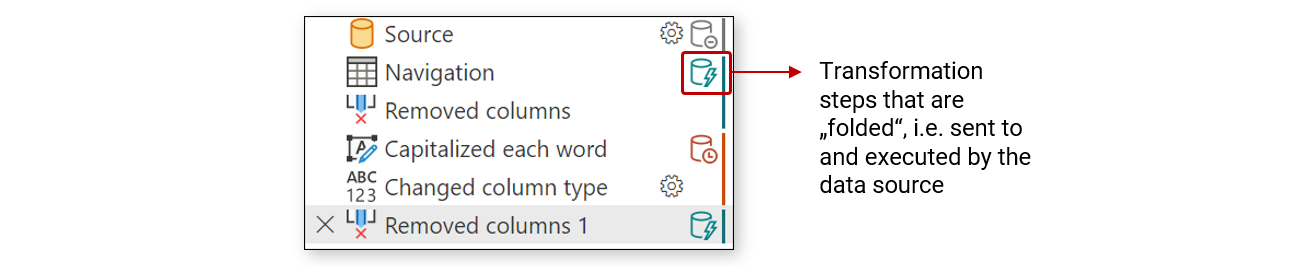 Source
Navigation
Removed columns
Capitalized each word
ABC
123
Changed column type
Removed columns 1
Transformation
steps that are
„folded“, i.e. sent to
and executed by the
data source